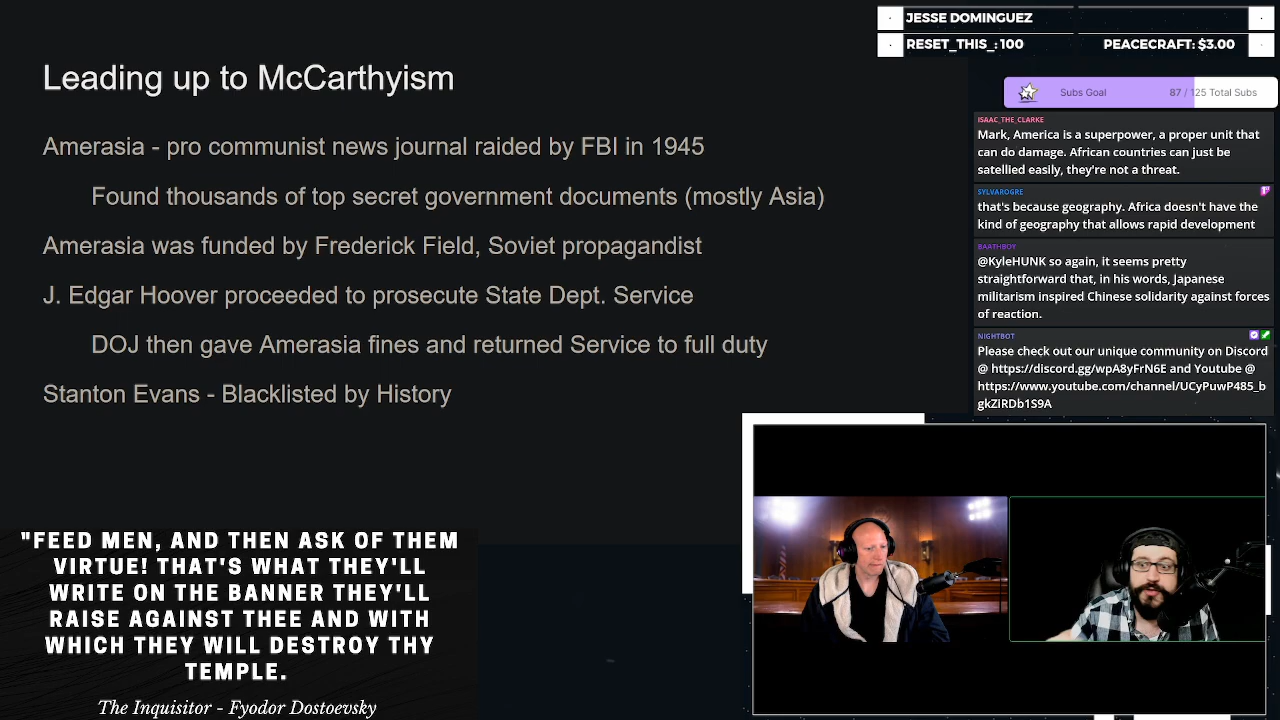 Leading up to McCarthyism
Amerasia - pro communist news journal raided by FBI in 1945
Found thousands of top secret government documents (mostly Asia)
Amerasia was funded by Frederick Field, Soviet propagandist
J. Edgar Hoover proceeded to prosecute State Dept. Service
DOJ then gave Amerasia fines and returned Service to full duty
Stanton Evans - Blacklisted by History
"FEED MEN, AND THEN ASK OF THEM
VIRTUE! THAT'S WHAT THEY'LL
WRITE ON THE BANNER THEY'LL
RAISE AGAINST THEE AND WITH
WHICH THEY WILL DESTROY THY
TEMPLE.
The Inquisitor - Fyodor Dostoevsky
JESSE DOMINGUEZ
RESET_THIS_: 100 PEACECRAFT: $3.00
Subs Goal 87 / 125 Total Subs
ISAAC_THE_CLARKE
Mark, America is a superpower, a proper unit that
can do damage. African countries can just be
satellied easily, they're not a threat.
SYLVAROGRE
that's because geography. Africa doesn't have the
kind of geography that allows rapid development
BAATHBOY
@KyleHUNK so again, it seems pretty
straightforward that, in his words, Japanese
militarism inspired Chinese solidarity against forces
of reaction.
NIGHTBOT
Please check out our unique community on Discord
@ https://discord.gg/wpA8yFrN6E and Youtube @
https://www.youtube.com/channel/UCyPuwP485_b
gkZIRDb1S9A